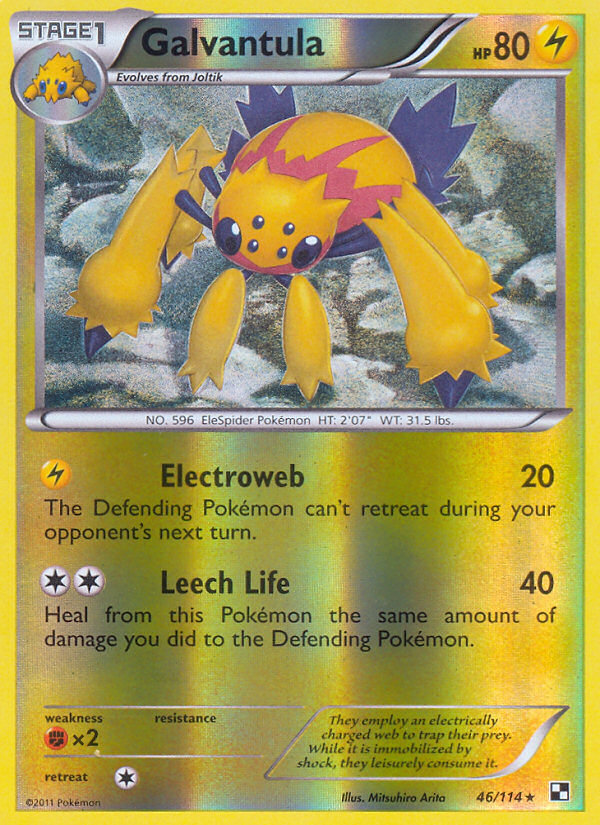 STAGE1
Galvantula
HP80
Evolves from Joltik
NO. 596 EleSpider Pokémon HT: 2'07" WT: 31.5 lbs.
Electroweb 20
The Defending Pokémon can't retreat during your
opponent's next turn.
Leech Life 40
Heal from this Pokémon the same amount of
damage you did to the Defending Pokémon.
weakness resistance
×2
retreat
They employ an electrically
charged web to trap their prey.
While it is immobilized by
shock, they leisurely consume it.
©2011 Pokémon
Illus. Mitsuhiro Arita
46/114 ★